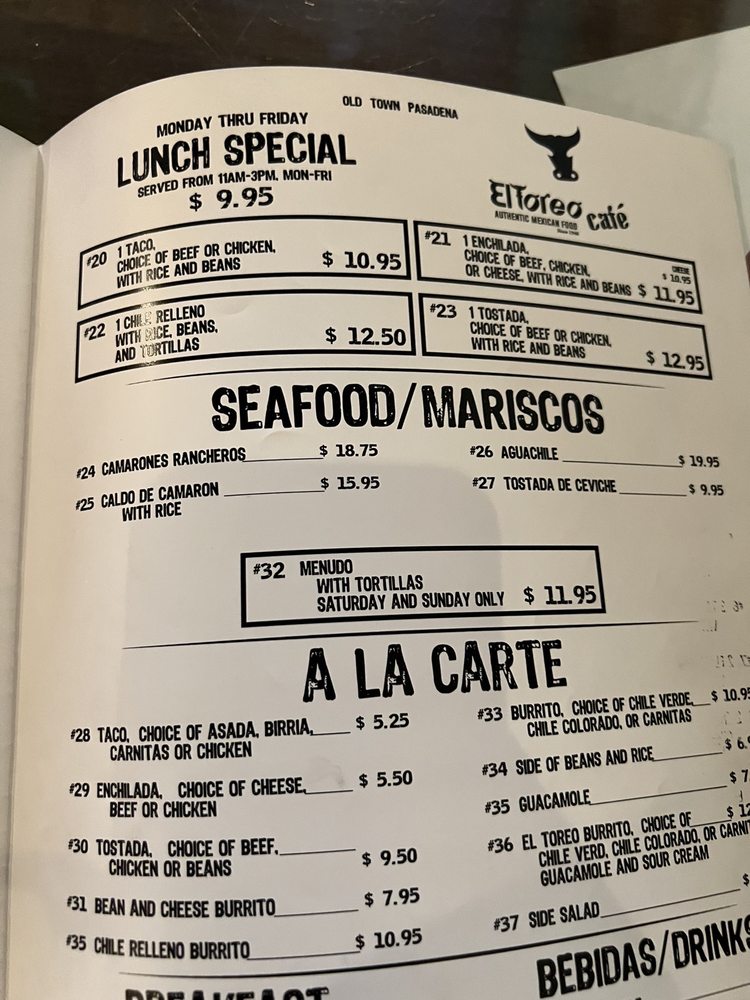 OLD TOWN PASADENA
MONDAY THRU FRIDAY
LUNCH SPECIAL
SERVED FROM 11AM-3PM, MON-FRI
$ 9.95
El Toreo café
AUTHENTIC MEXICAN FOOD
#20 1 TACO,
CHOICE OF BEEF OR CHICKEN,
WITH RICE AND BEANS $ 10.95
#21 1 ENCHILADA,
CHOICE OF BEEF, CHICKEN,
OR CHEESE, WITH RICE AND BEANS $ 11.95
CHEESE
$ 10.95
#22 1 CHILE RELLENO
WITH RICE, BEANS,
AND TORTILLAS $ 12.50
#23 1 TOSTADA,
CHOICE OF BEEF OR CHICKEN,
WITH RICE AND BEANS $ 12.95
SEAFOOD/MARISCOS
#24 CAMARONES RANCHEROS $ 18.75
#25 CALDO DE CAMARON $ 15.95
WITH RICE
#26 AGUACHILE $ 19.95
#27 TOSTADA DE CEVICHE $ 9.95
#32 MENUDO
WITH TORTILLAS
SATURDAY AND SUNDAY ONLY $ 11.95
A LA CARTE
#28 TACO, CHOICE OF ASADA, BIRRIA, $ 5.25
CARNITAS OR CHICKEN
#29 ENCHILADA, CHOICE OF CHEESE, $ 5.50
BEEF OR CHICKEN
#30 TOSTADA, CHOICE OF BEEF,
CHICKEN OR BEANS $ 9.50
#31 BEAN AND CHEESE BURRITO $ 7.95
#35 CHILE RELLENO BURRITO $ 10.95
#33 BURRITO, CHOICE OF CHILE VERDE, $ 10.95
CHILE COLORADO, OR CARNITAS
#34 SIDE OF BEANS AND RICE $ 6.
#35 GUACAMOLE $ 7
#36 EL TOREO BURRITO, CHOICE OF $ 12
CHILE VERD, CHILE COLORADO, OR CARNI
GUACAMOLE AND SOUR CREAM
#37 SIDE SALAD $
BEBIDAS/DRINKS
BREAKFAST